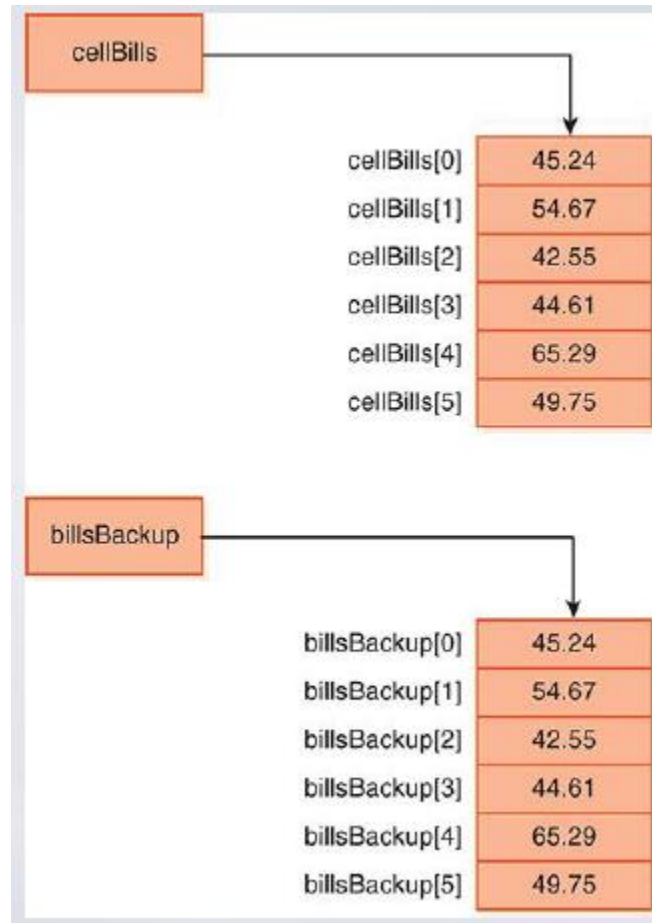 cellBills
cellBills[0] 45.24
cellBills[1] 54.67
cellBills[2] 42.55
cellBills[3] 44.61
cellBills[4] 65.29
cellBills[5] 49.75
billsBackup
billsBackup[0] 45.24
billsBackup[1] 54.67
billsBackup[2] 42.55
billsBackup[3] 44.61
billsBackup[4] 65.29
billsBackup[5] 49.75